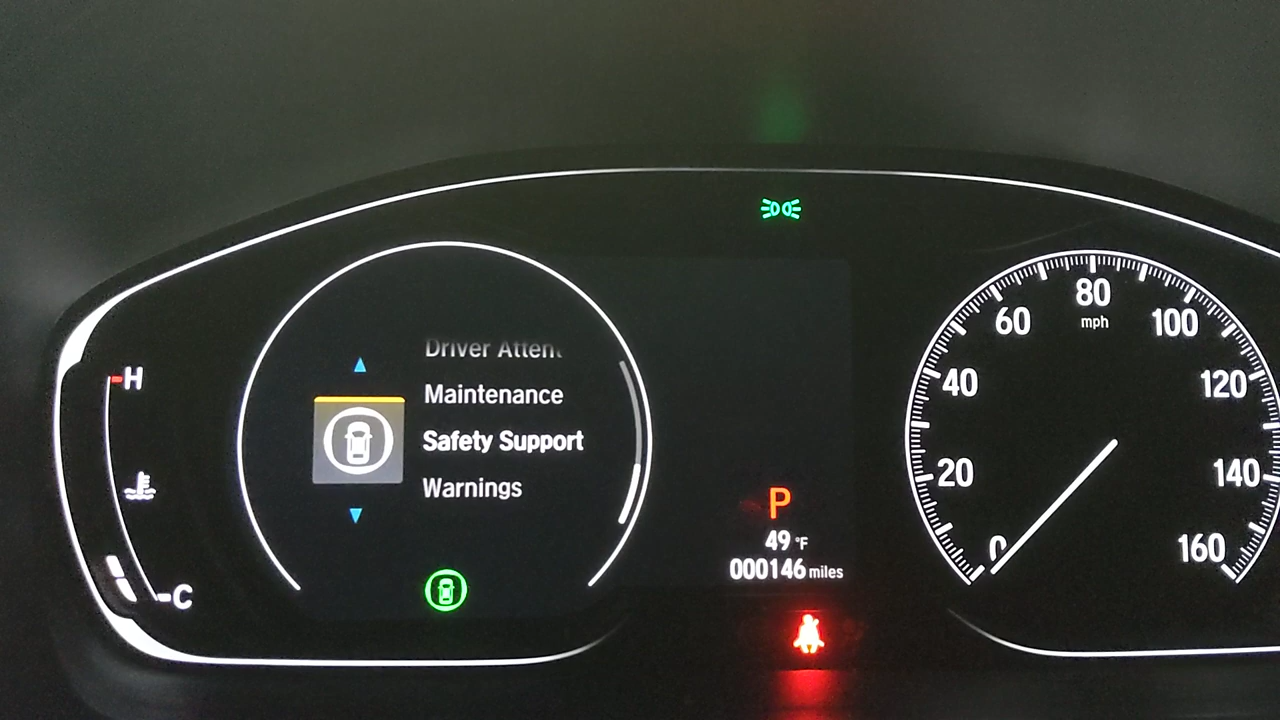 H
C
Driver Atten
Maintenance
Safety Support
Warnings
P
49 °F
000146 miles
0
20
40
60
80
mph
100
120
140
160